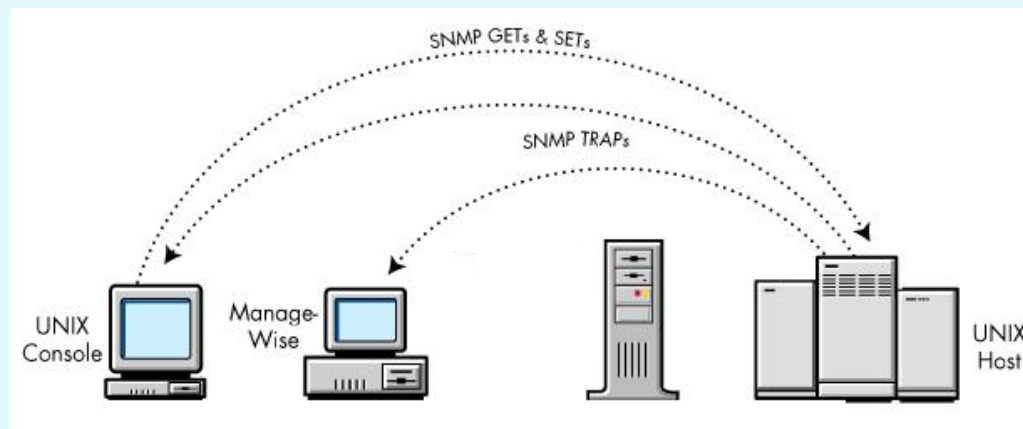 SNMP GETs & SETs
SNMP TRAPs
UNIX
Console
Manage-
Wise
UNIX
Host